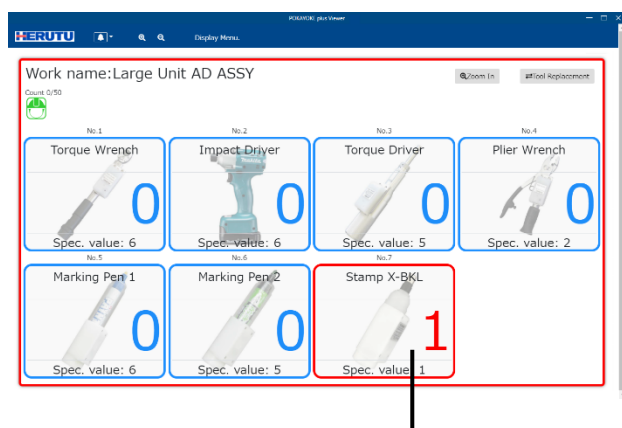 POKAYOKE plus Viewer
HERUTU
Display Menu.
Work name:Large Unit AD ASSY
Zoom In
Tool Replacement
Count 0/50
No.1
No.2
No.3
No.4
Torque Wrench
Impact Driver
Torque Driver
Plier Wrench
0
0
0
0
Spec. value: 6
Spec. value: 6
Spec. value: 5
Spec. value: 2
No.5
No.6
No.7
Marking Pen 1
Marking Pen 2
Stamp X-BKL
0
0
1
Spec. value: 6
Spec. value: 5
Spec. value: 1